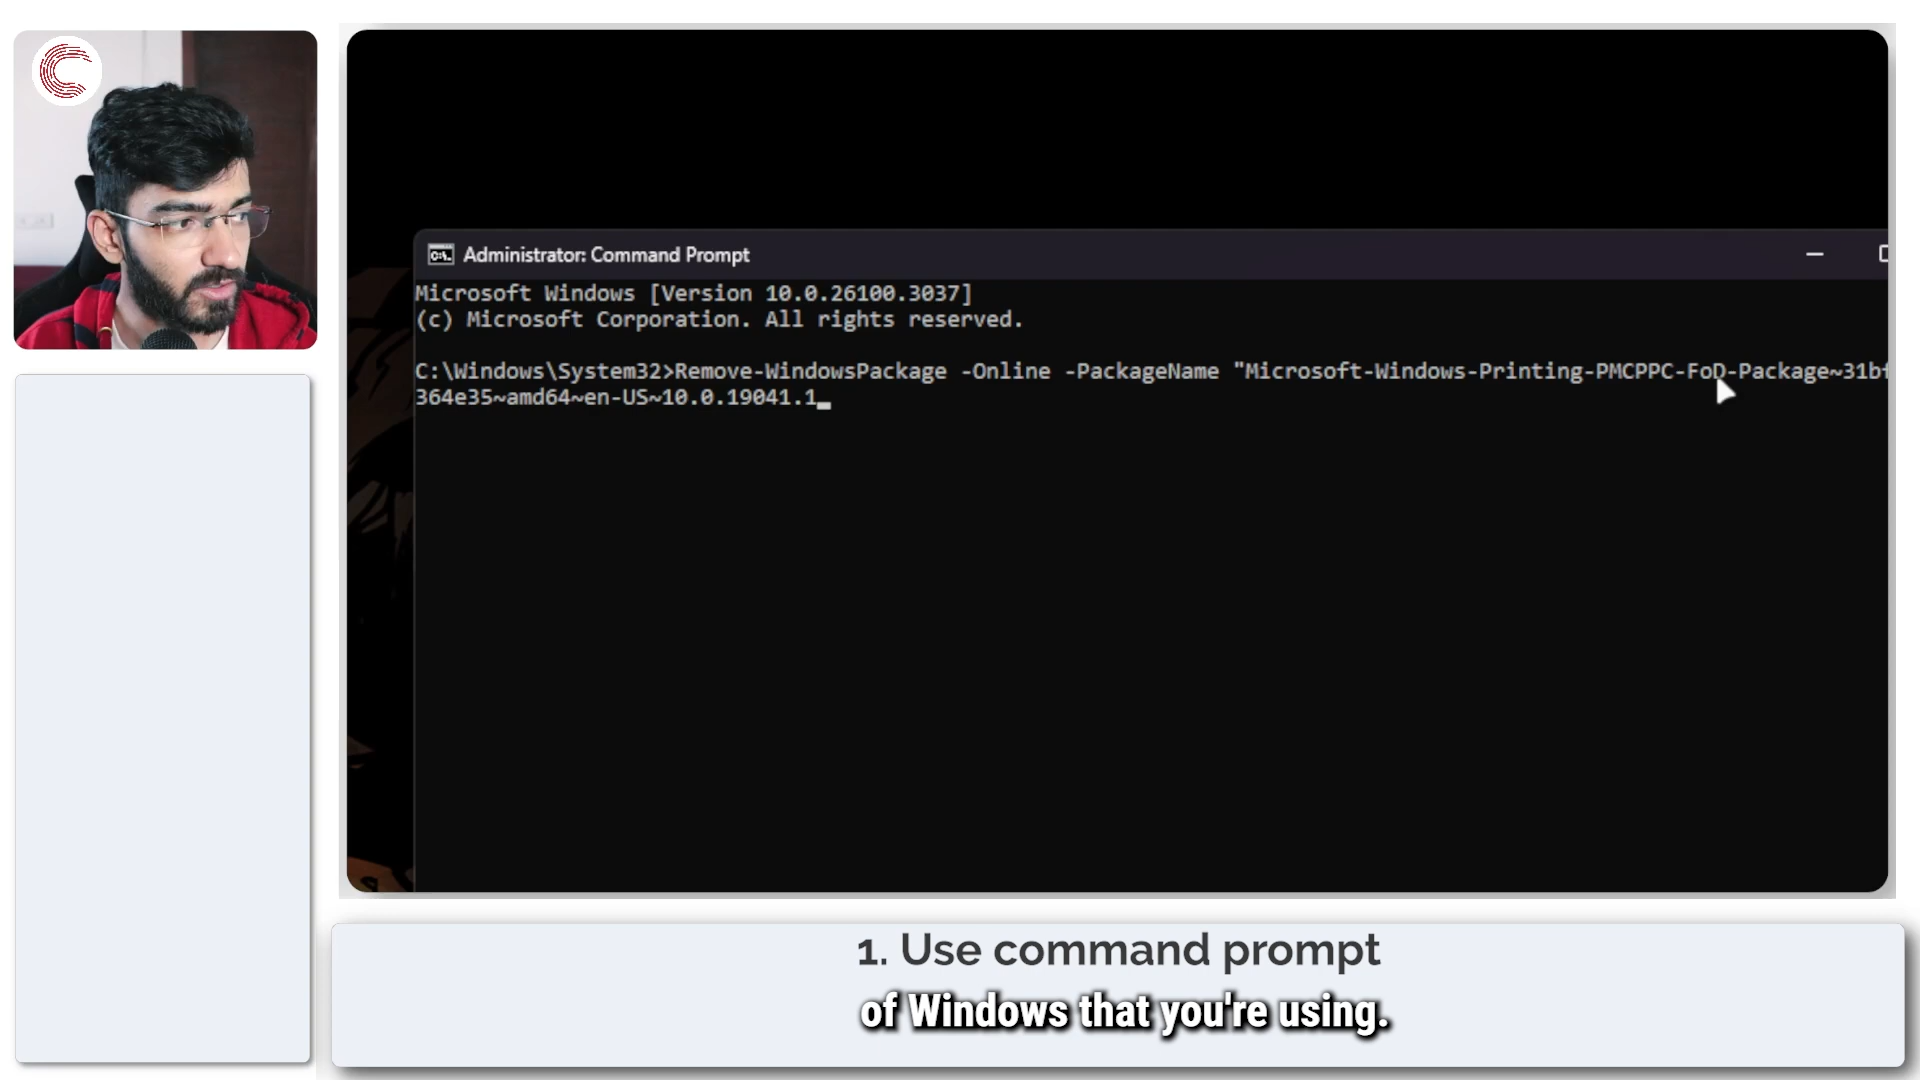 Administrator: Command Prompt
Microsoft Windows [Version 10.0.26100.3037]
(c) Microsoft Corporation. All rights reserved.
C:\Windows\System32>Remove-WindowsPackage -Online -PackageName "Microsoft-Windows-Printing-PMCPPC-FoD-Package~31bf
364e35~amd64~en-US~10.0.19041.1_
1. Use command prompt
of Windows that you're using.